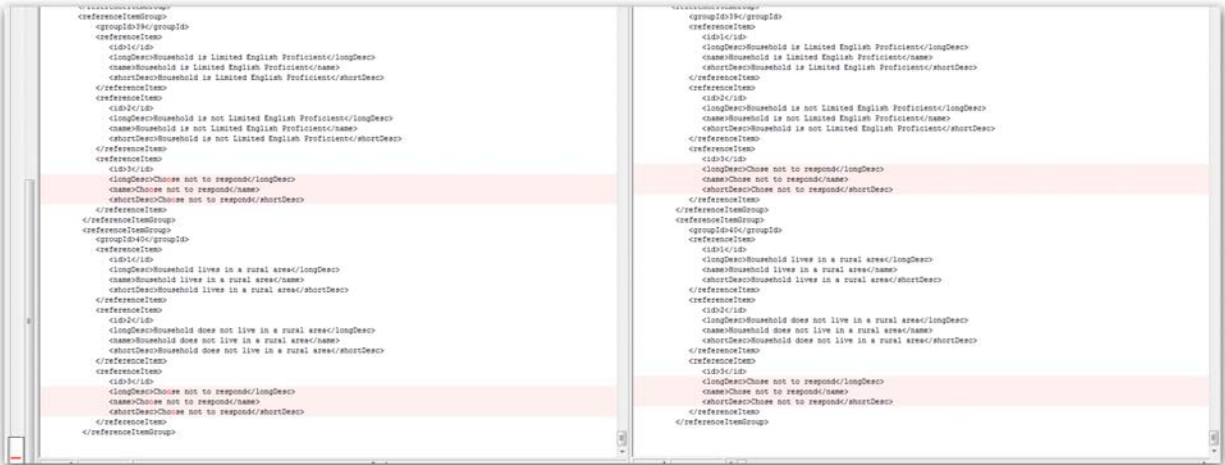 <referenceItemGroup>
<groupId>39</groupId>
<referenceItem>
<id>1</id>
<longDesc>Household is Limited English Proficient</longDesc>
<name>Household is Limited English Proficient</name>
<shortDesc>Household is Limited English Proficient</shortDesc>
</referenceItem>
<referenceItem>
<id>2</id>
<longDesc>Household is not Limited English Proficient</longDesc>
<name>Household is not Limited English Proficient</name>
<shortDesc>Household is not Limited English Proficient</shortDesc>
</referenceItem>
<referenceItem>
<id>3</id>
<longDesc>Choose not to respond</longDesc>
<name>Choose not to respond</name>
<shortDesc>Choose not to respond</shortDesc>
</referenceItem>
</referenceItemGroup>
<referenceItemGroup>
<groupId>40</groupId>
<referenceItem>
<id>1</id>
<longDesc>Household lives in a rural area</longDesc>
<name>Household lives in a rural area</name>
<shortDesc>Household lives in a rural area</shortDesc>
</referenceItem>
<referenceItem>
<id>2</id>
<longDesc>Household does not live in a rural area</longDesc>
<name>Household does not live in a rural area</name>
<shortDesc>Household does not live in a rural area</shortDesc>
</referenceItem>
<referenceItem>
<id>3</id>
<longDesc>Choose not to respond</longDesc>
<name>Choose not to respond</name>
<shortDesc>Choose not to respond</shortDesc>
</referenceItem>
</referenceItemGroup>
<groupId>39</groupId>
<referenceItem>
<id>1</id>
<longDesc>Household is Limited English Proficient</longDesc>
<name>Household is Limited English Proficient</name>
<shortDesc>Household is Limited English Proficient</shortDesc>
</referenceItem>
<referenceItem>
<id>2</id>
<longDesc>Household is not Limited English Proficient</longDesc>
<name>Household is not Limited English Proficient</name>
<shortDesc>Household is not Limited English Proficient</shortDesc>
</referenceItem>
<referenceItem>
<id>3</id>
<longDesc>Chose not to respond</longDesc>
<name>Chose not to respond</name>
<shortDesc>Chose not to respond</shortDesc>
</referenceItem>
</referenceItemGroup>
<referenceItemGroup>
<groupId>40</groupId>
<referenceItem>
<id>1</id>
<longDesc>Household lives in a rural area</longDesc>
<name>Household lives in a rural area</name>
<shortDesc>Household lives in a rural area</shortDesc>
</referenceItem>
<referenceItem>
<id>2</id>
<longDesc>Household does not live in a rural area</longDesc>
<name>Household does not live in a rural area</name>
<shortDesc>Household does not live in a rural area</shortDesc>
</referenceItem>
<referenceItem>
<id>3</id>
<longDesc>Chose not to respond</longDesc>
<name>Chose not to respond</name>
<shortDesc>Chose not to respond</shortDesc>
</referenceItem>
</referenceItemGroup>